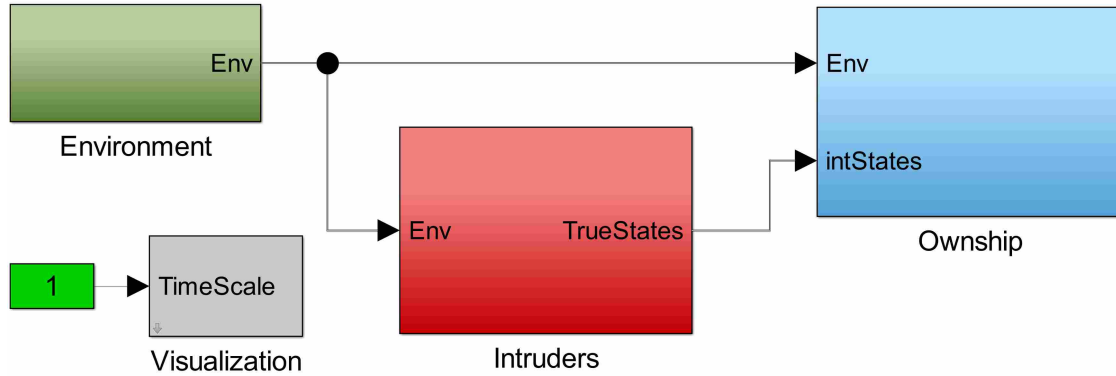 Env
Environment
Env
intStates
Ownship
Env
TrueStates
Intruders
1
TimeScale
Visualization